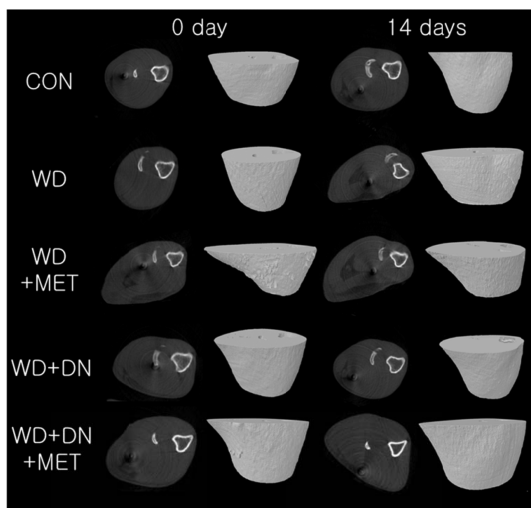 0 day 14 days
CON
WD
WD
+MET
WD+DN
WD+DN
+MET